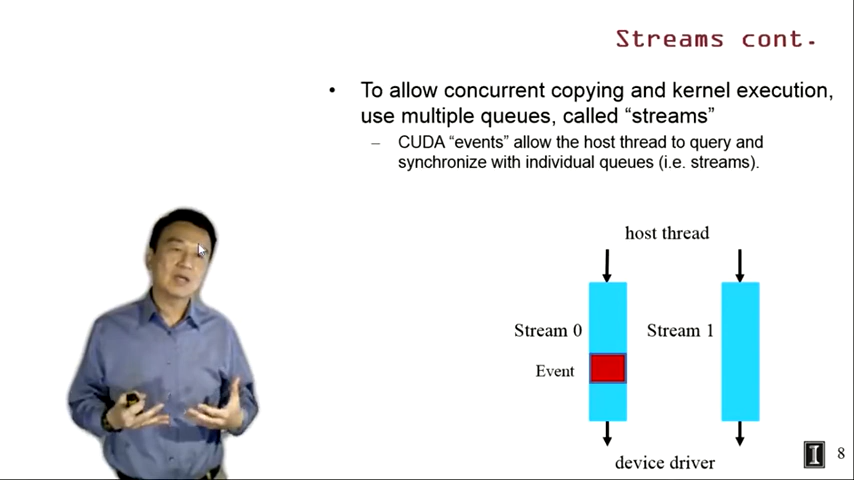 Streams cont.
• To allow concurrent copying and kernel execution,
use multiple queues, called “streams”
– CUDA “events” allow the host thread to query and
synchronize with individual queues (i.e. streams).
host thread
Stream 0
Stream 1
Event
device driver
I
8